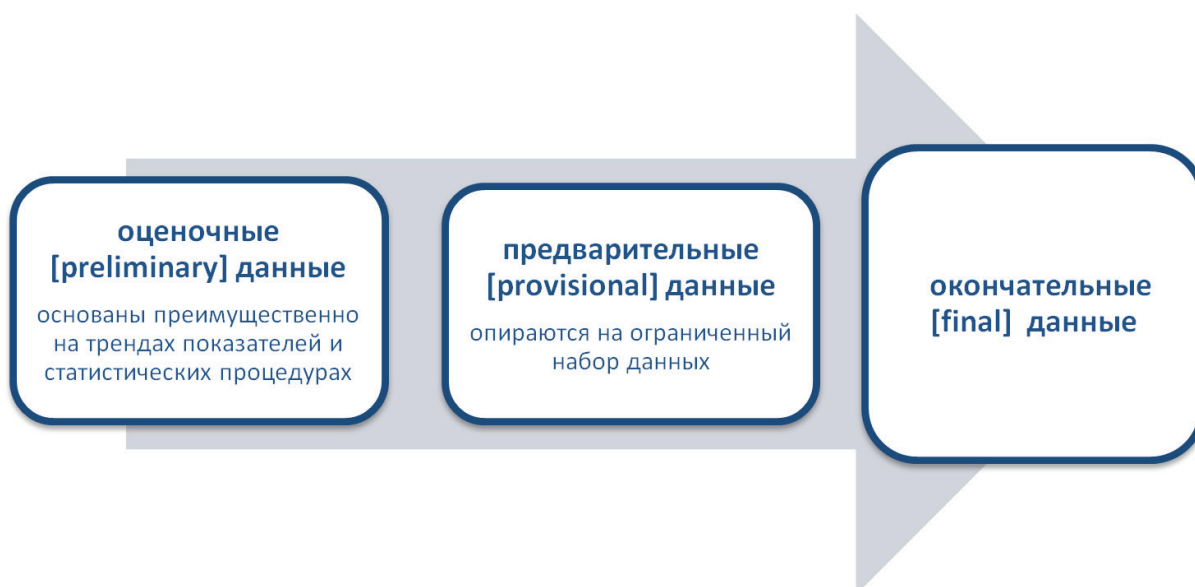 оценочные
[preliminary] данные
основаны преимущественно
на трендах показателей и
статистических процедурах
предварительные
[provisional] данные
опираются на ограниченный
набор данных
окончательные
[final] данные